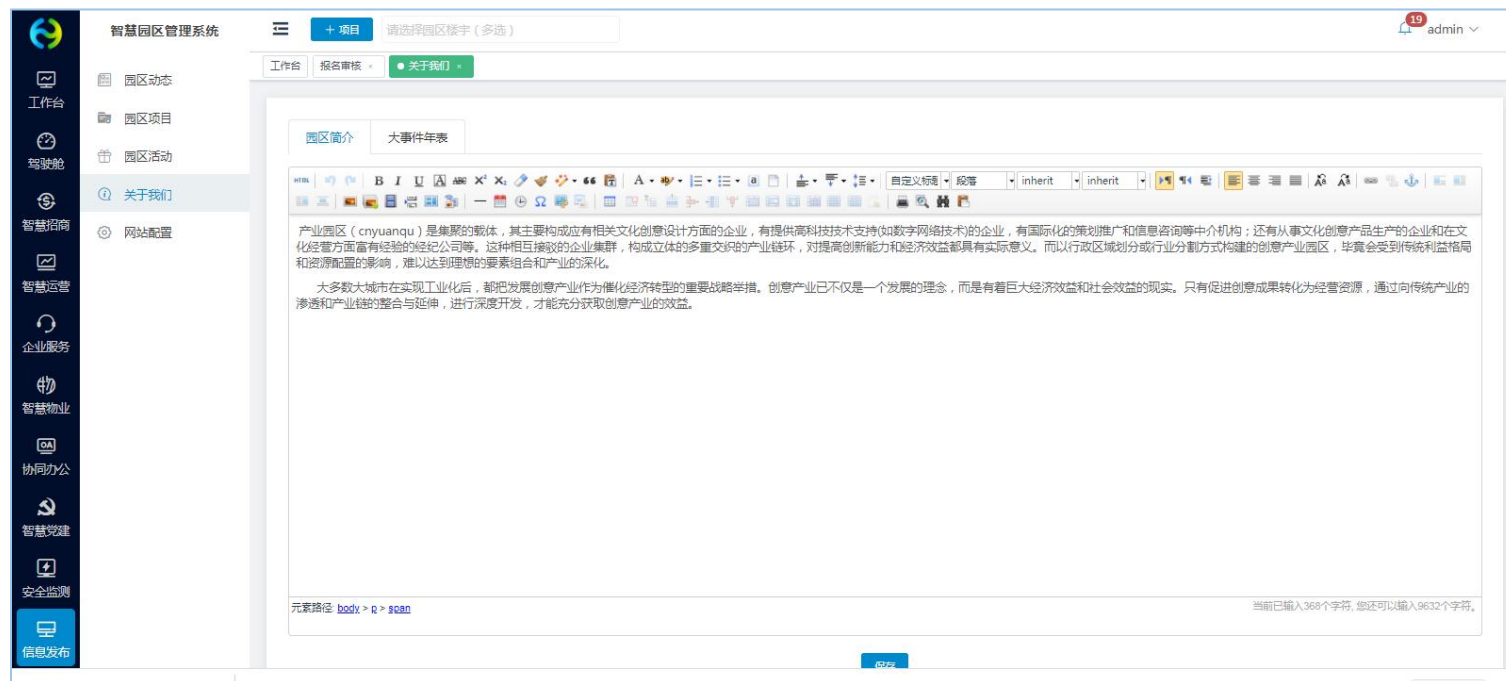 智慧园区管理系统
+ 项目
请选择园区楼宇(多选)
19
admin
工作台
报名审核 ×
关于我们 ×
工作台
驾驶舱
智慧招商
智慧运营
企业服务
智慧物业
OA
协同办公
智慧党建
安全监测
信息发布
园区动态
园区项目
园区活动
关于我们
网站配置
园区简介
大事件年表
HTML B I U A ABC X² X₂ 自定义标题 段落 inherit inherit
产业园区(cnyuanqu)是集聚的载体,其主要构成应有相关文化创意设计方面的企业,有提供高科技技术支持(如数字网络技术)的企业,有国际化的策划推广和信息咨询等中介机构;还有从事文化创意产品生产的企业和在文
化经营方面富有经验的经纪公司等。这种相互接驳的企业集群,构成立体的多重交织的产业链环,对提高创新能力和经济效益都具有实际意义。而以行政区域划分或行业分割方式构建的创意产业园区,毕竟会受到传统利益格局
和资源配置的影响,难以达到理想的要素组合和产业的深化。
大多数大城市在实现工业化后,都把发展创意产业作为催化经济转型的重要战略举措。创意产业已不仅是一个发展的理念,而是有着巨大经济效益和社会效益的现实。只有促进创意成果转化为经营资源,通过向传统产业的
渗透和产业链的整合与延伸,进行深度开发,才能充分获取创意产业的效益。
元素路径: body > p > span
当前已输入368个字符, 您还可以输入9632个字符。
保存